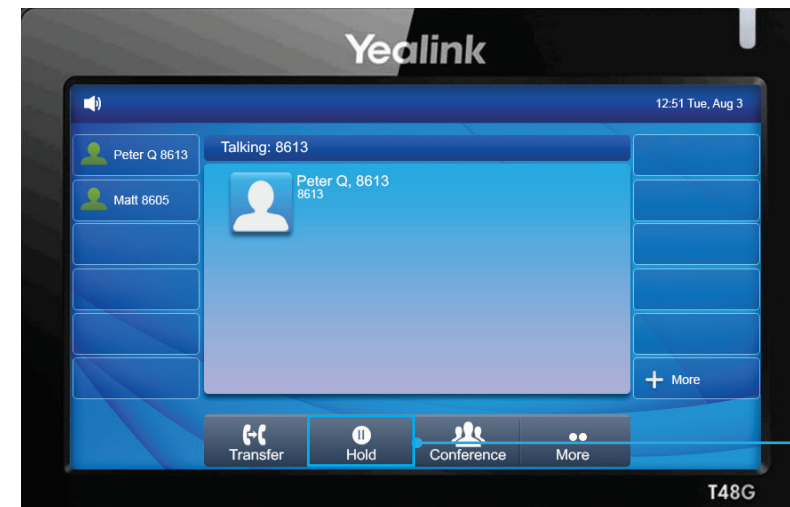 Yealink
12:51 Tue, Aug 3
Peter Q 8613
Matt 8605
Talking: 8613
Peter Q, 8613
8613
More
Transfer
Hold
Conference
More
T48G